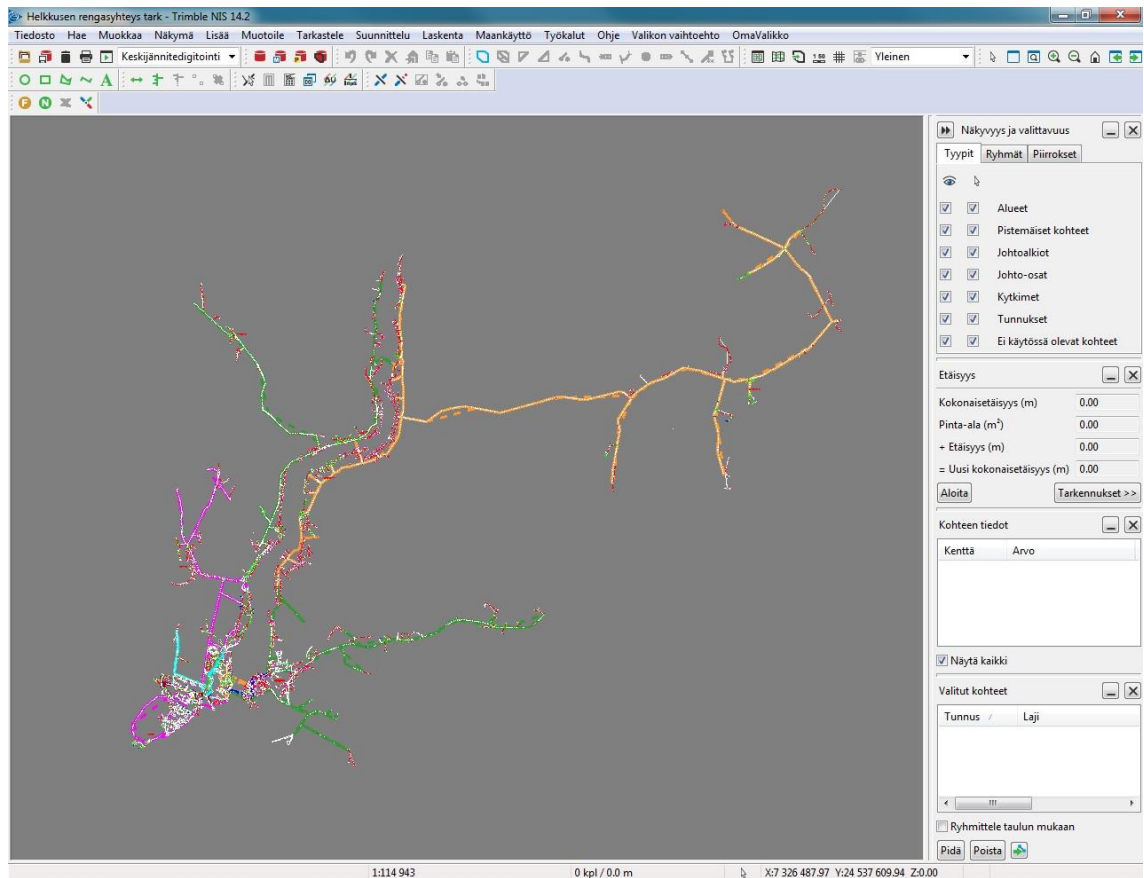 Helkkusen rengasyhteys tark - Trimble NIS 14.2
Tiedosto Hae Muokkaa Näkymä Lisää Muotoile Tarkastele Suunnittelu Laskenta Maankäyttö Työkalut Ohje Valikon vaihtoehto OmaValikko
Keskijännitedigitointi Yleinen
A
F N
Näkyvyys ja valittavuus
Tyypit Ryhmät Piirrokset
Alueet
Pistemäiset kohteet
Johtoalkiot
Johto-osat
Kytkimet
Tunnukset
Ei käytössä olevat kohteet
Etäisyys
Kokonaisetäisyys (m) 0.00
Pinta-ala (m²) 0.00
+ Etäisyys (m) 0.00
= Uusi kokonaisetäisyys (m) 0.00
Aloita Tarkennukset >>
Kohteen tiedot
Kenttä Arvo
Näytä kaikki
Valitut kohteet
Tunnus Laji
Ryhmittele taulun mukaan
Pidä Poista
1:114 943 0 kpl / 0.0 m X:7 326 487.97 Y:24 537 609.94 Z:0.00